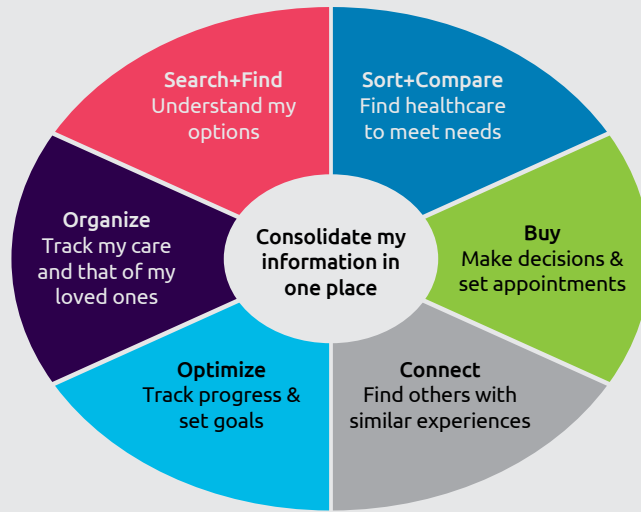 Search+Find
Understand my
options
Sort+Compare
Find healthcare
to meet needs
Organize
Track my care
and that of my
loved ones
Consolidate my
information in
one place
Buy
Make decisions &
set appointments
Optimize
Track progress &
set goals
Connect
Find others with
similar experiences